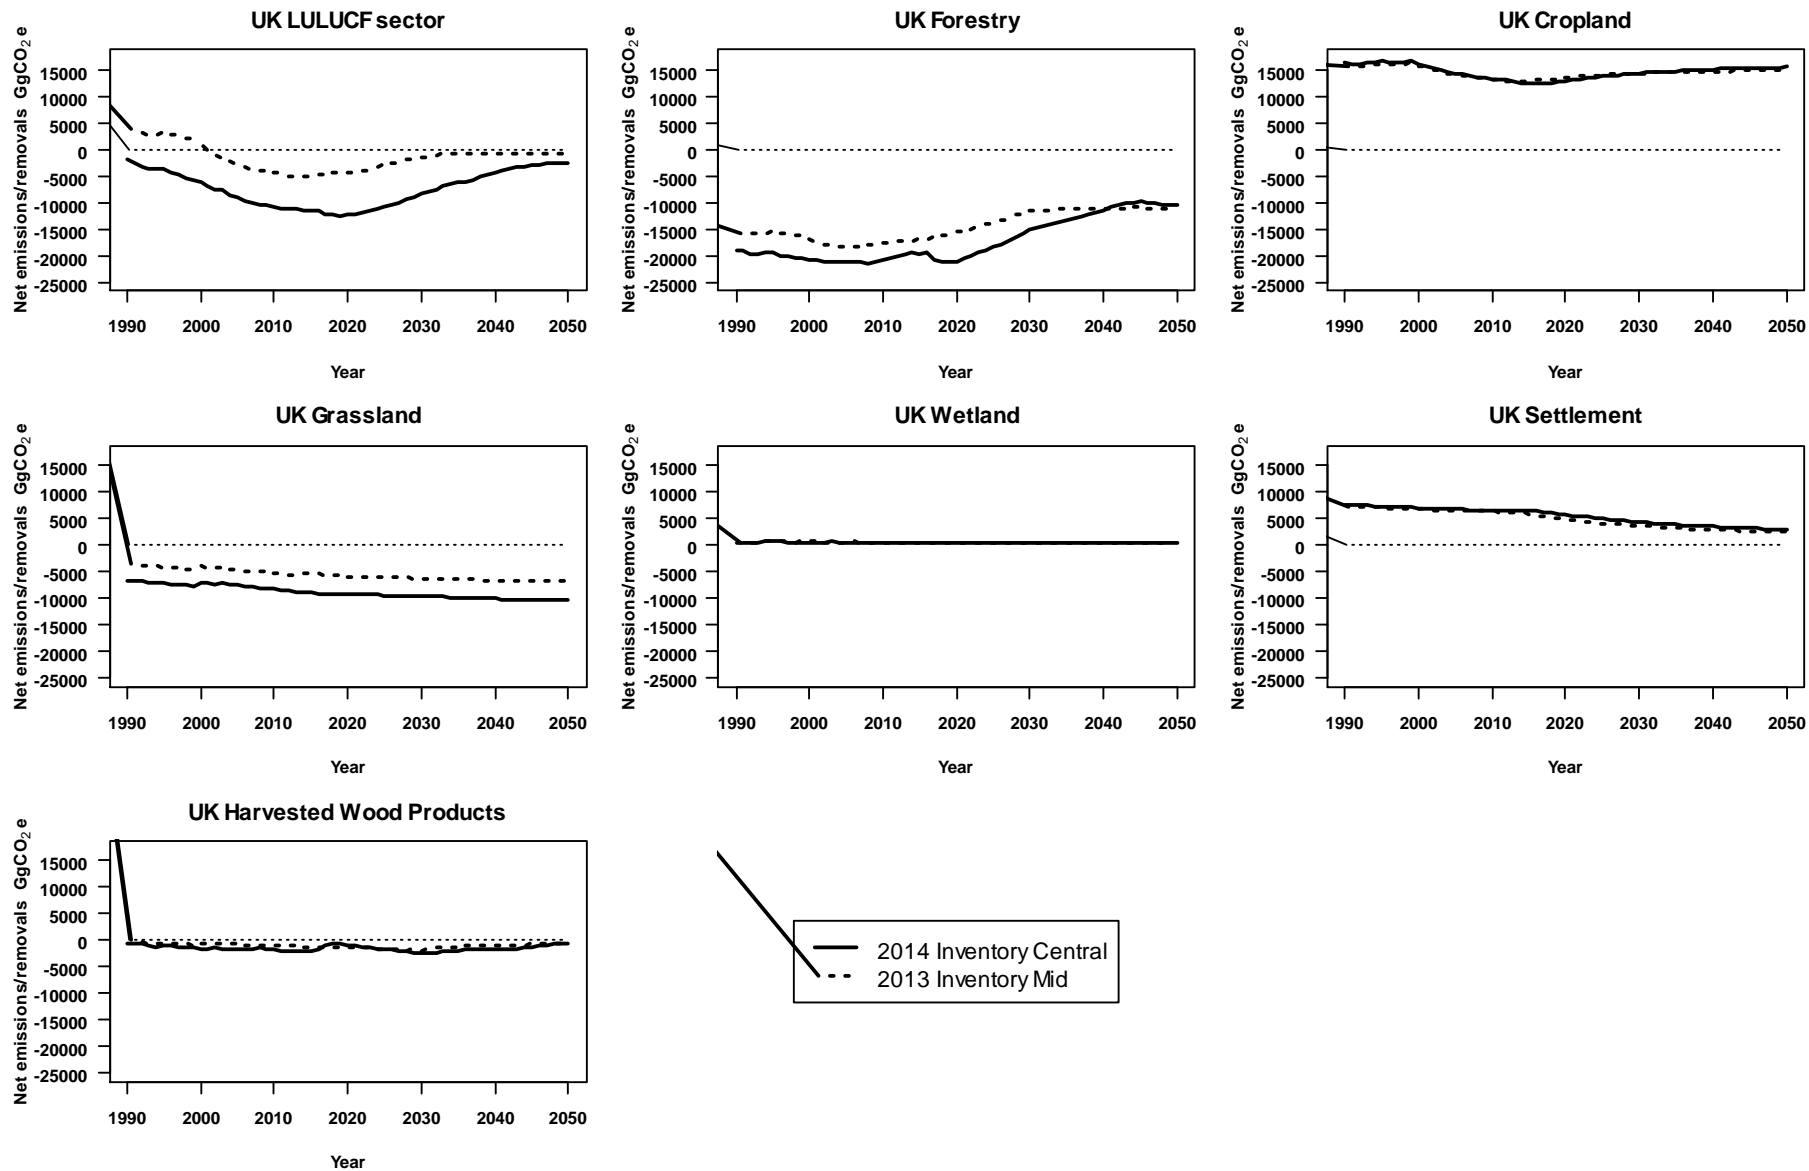 UK LULUCF sector
Net emissions/removals GgCO2 e
15000
10000
5000
0
-5000
-10000
-15000
-20000
-25000
1990 2000 2010 2020 2030 2040 2050
Year
UK Forestry
Net emissions/removals GgCO2 e
15000
10000
5000
0
-5000
-10000
-15000
-20000
-25000
1990 2000 2010 2020 2030 2040 2050
Year
UK Cropland
Net emissions/removals GgCO2 e
15000
10000
5000
0
-5000
-10000
-15000
-20000
-25000
1990 2000 2010 2020 2030 2040 2050
Year
UK Grassland
Net emissions/removals GgCO2 e
15000
10000
5000
0
-5000
-10000
-15000
-20000
-25000
1990 2000 2010 2020 2030 2040 2050
Year
UK Wetland
Net emissions/removals GgCO2 e
15000
10000
5000
0
-5000
-10000
-15000
-20000
-25000
1990 2000 2010 2020 2030 2040 2050
Year
UK Settlement
Net emissions/removals GgCO2 e
15000
10000
5000
0
-5000
-10000
-15000
-20000
-25000
1990 2000 2010 2020 2030 2040 2050
Year
UK Harvested Wood Products
Net emissions/removals GgCO2 e
15000
10000
5000
0
-5000
-10000
-15000
-20000
-25000
1990 2000 2010 2020 2030 2040 2050
Year
2014 Inventory Central
2013 Inventory Mid